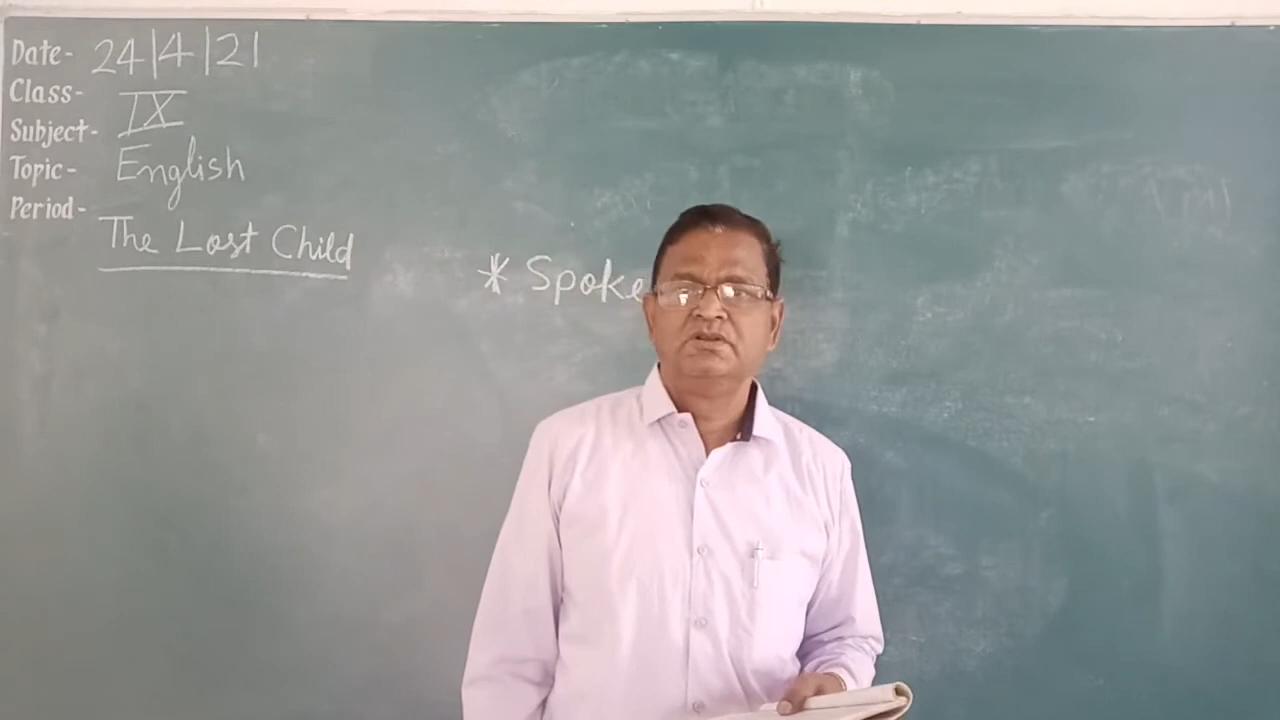 Date- 24|4|21
Class- IX
Subject-
Topic- English
Period-
The Lost Child
* Spoke